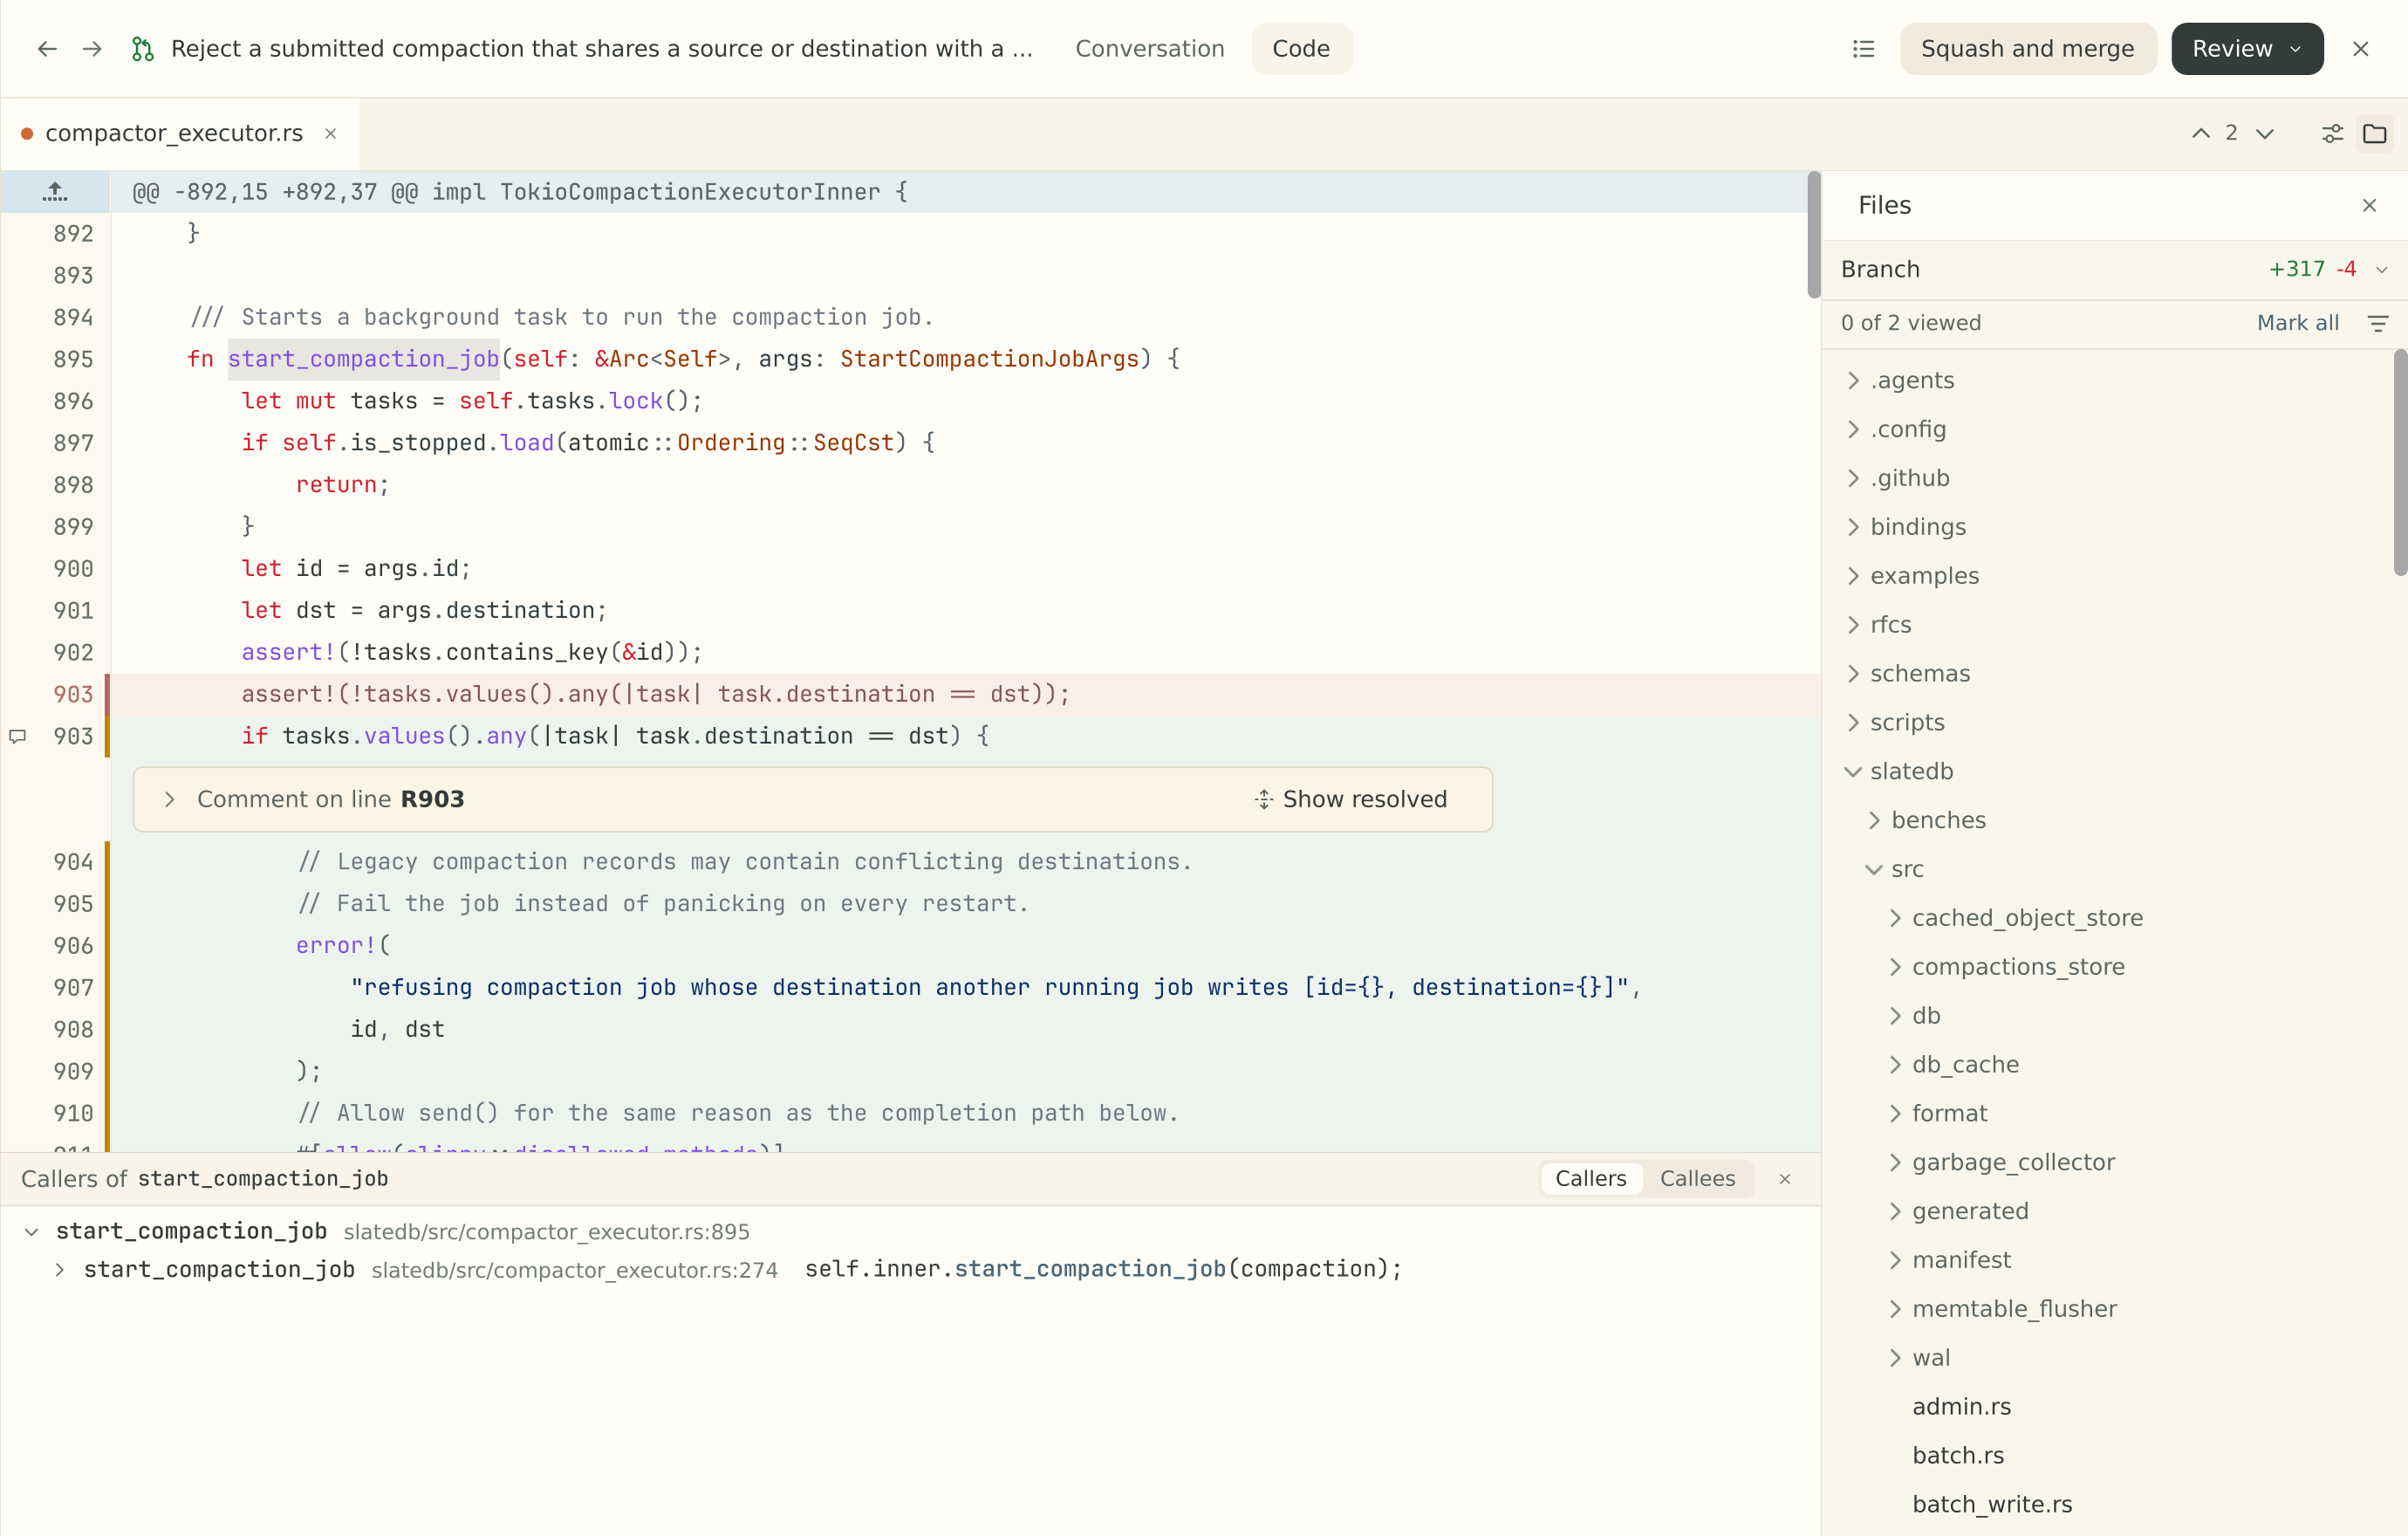 Reject a submitted compaction that shares a source or destination with a ...
Conversation
Code
Squash and merge
Review
compactor_executor.rs
2
@@ -892,15 +892,37 @@ impl TokioCompactionExecutorInner {
892 }
893
894 /// Starts a background task to run the compaction job.
895 fn start_compaction_job(self: &Arc<Self>, args: StartCompactionJobArgs) {
896 let mut tasks = self.tasks.lock();
897 if self.is_stopped.load(atomic::Ordering::SeqCst) {
898 return;
899 }
900 let id = args.id;
901 let dst = args.destination;
902 assert!(!tasks.contains_key(&id));
903 assert!(!tasks.values().any(|task| task.destination == dst));
903 if tasks.values().any(|task| task.destination == dst) {
Comment on line R903
Show resolved
904 // Legacy compaction records may contain conflicting destinations.
905 // Fail the job instead of panicking on every restart.
906 error!(
907 "refusing compaction job whose destination another running job writes [id={}, destination={}]",
908 id, dst
909 );
910 // Allow send() for the same reason as the completion path below.
911 #[allow(clippy::disallowed_methods)]
Callers of start_compaction_job
Callers
Callees
start_compaction_job slatedb/src/compactor_executor.rs:895
start_compaction_job slatedb/src/compactor_executor.rs:274 self.inner.start_compaction_job(compaction);
Files
Branch
+317 -4
0 of 2 viewed
Mark all
.agents
.config
.github
bindings
examples
rfcs
schemas
scripts
slatedb
benches
src
cached_object_store
compactions_store
db
db_cache
format
garbage_collector
generated
manifest
memtable_flusher
wal
admin.rs
batch.rs
batch_write.rs